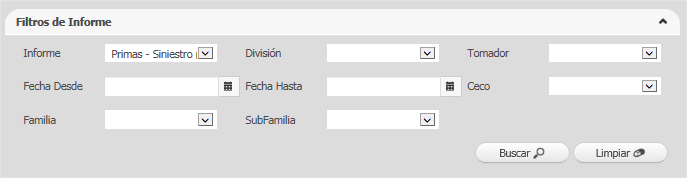 Filtros de Informe
Informe Primas - Siniestro División Tomador
Fecha Desde Fecha Hasta Ceco
Familia SubFamilia
Buscar Limpiar